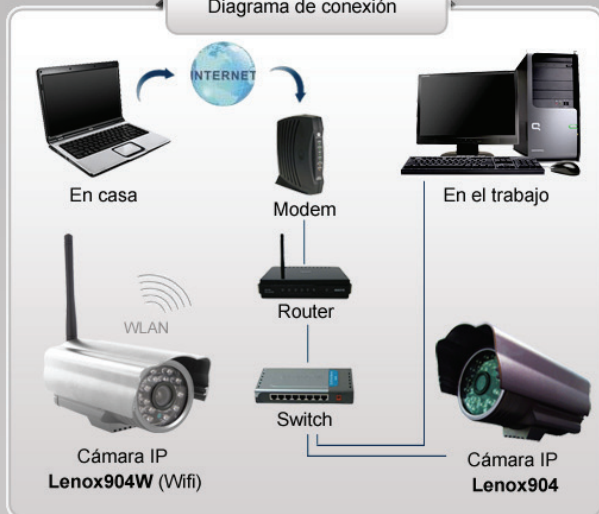 Diagrama de conexión
INTERNET
En casa
Modem
En el trabajo
WLAN
Router
Switch
Cámara IP
Lenox904W (Wifi)
Cámara IP
Lenox904